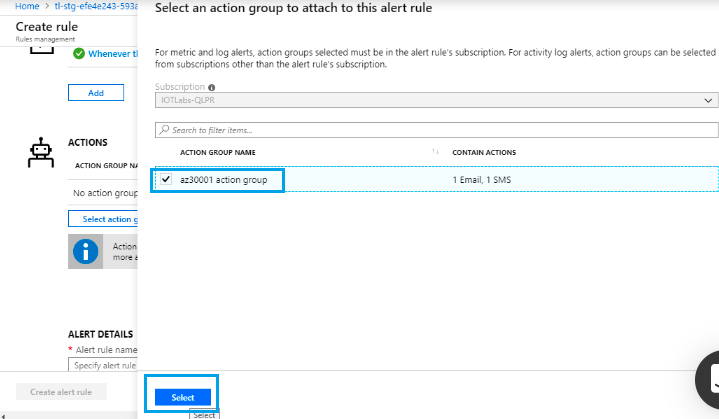 Home > tl-stg-efe4e243-593a
Create rule
Rules management
Whenever th
Add
ACTIONS
ACTION GROUP NA
No action group
Select action g
Action
more a
ALERT DETAILS
* Alert rule name
Specify alert rule
Create alert rule
Select an action group to attach to this alert rule
For metric and log alerts, action groups selected must be in the alert rule's subscription. For activity log alerts, action groups can be selected
from subscriptions other than the alert rule's subscription.
Subscription
IOTLabs-QLPR
Search to filter items...
ACTION GROUP NAME CONTAIN ACTIONS
az30001 action group 1 Email, 1 SMS
Select
Select